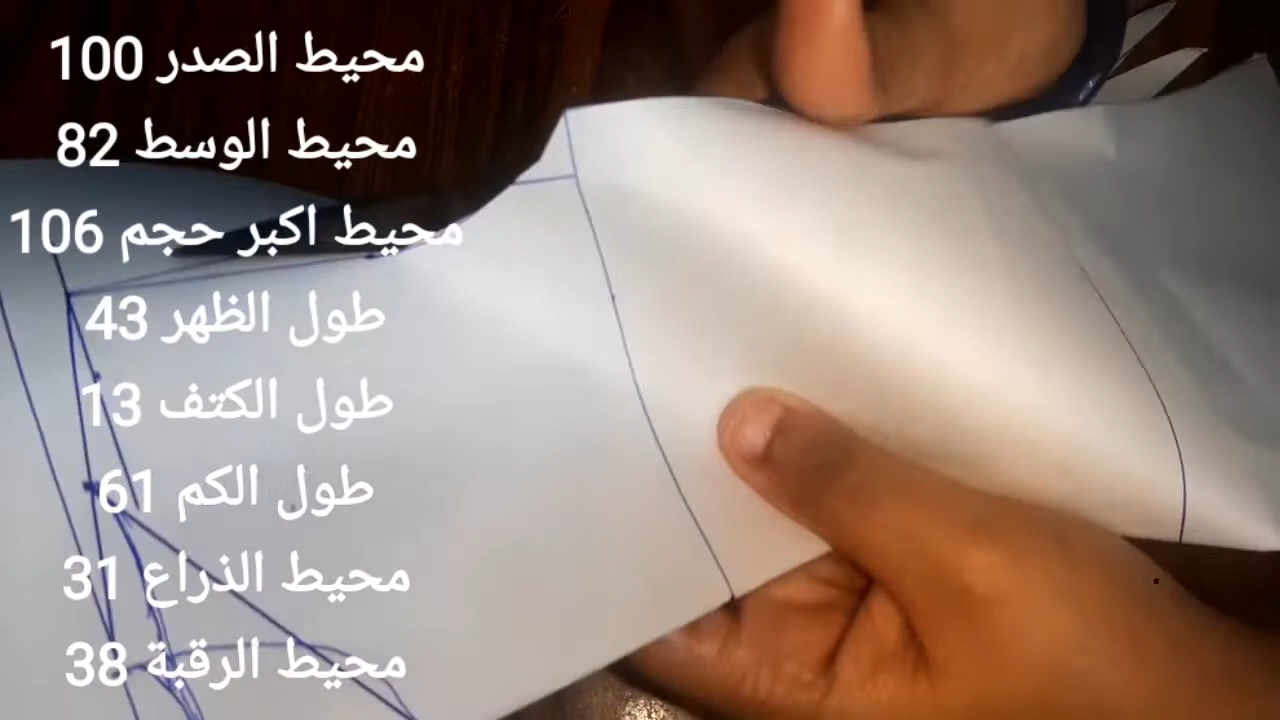 محيط الصدر 100
محيط الوسط 82
محيط اكبر حجم 106
طول الظهر 43
طول الكتف 13
طول الكم 61
محيط الذراع 31
محيط الرقبة 38